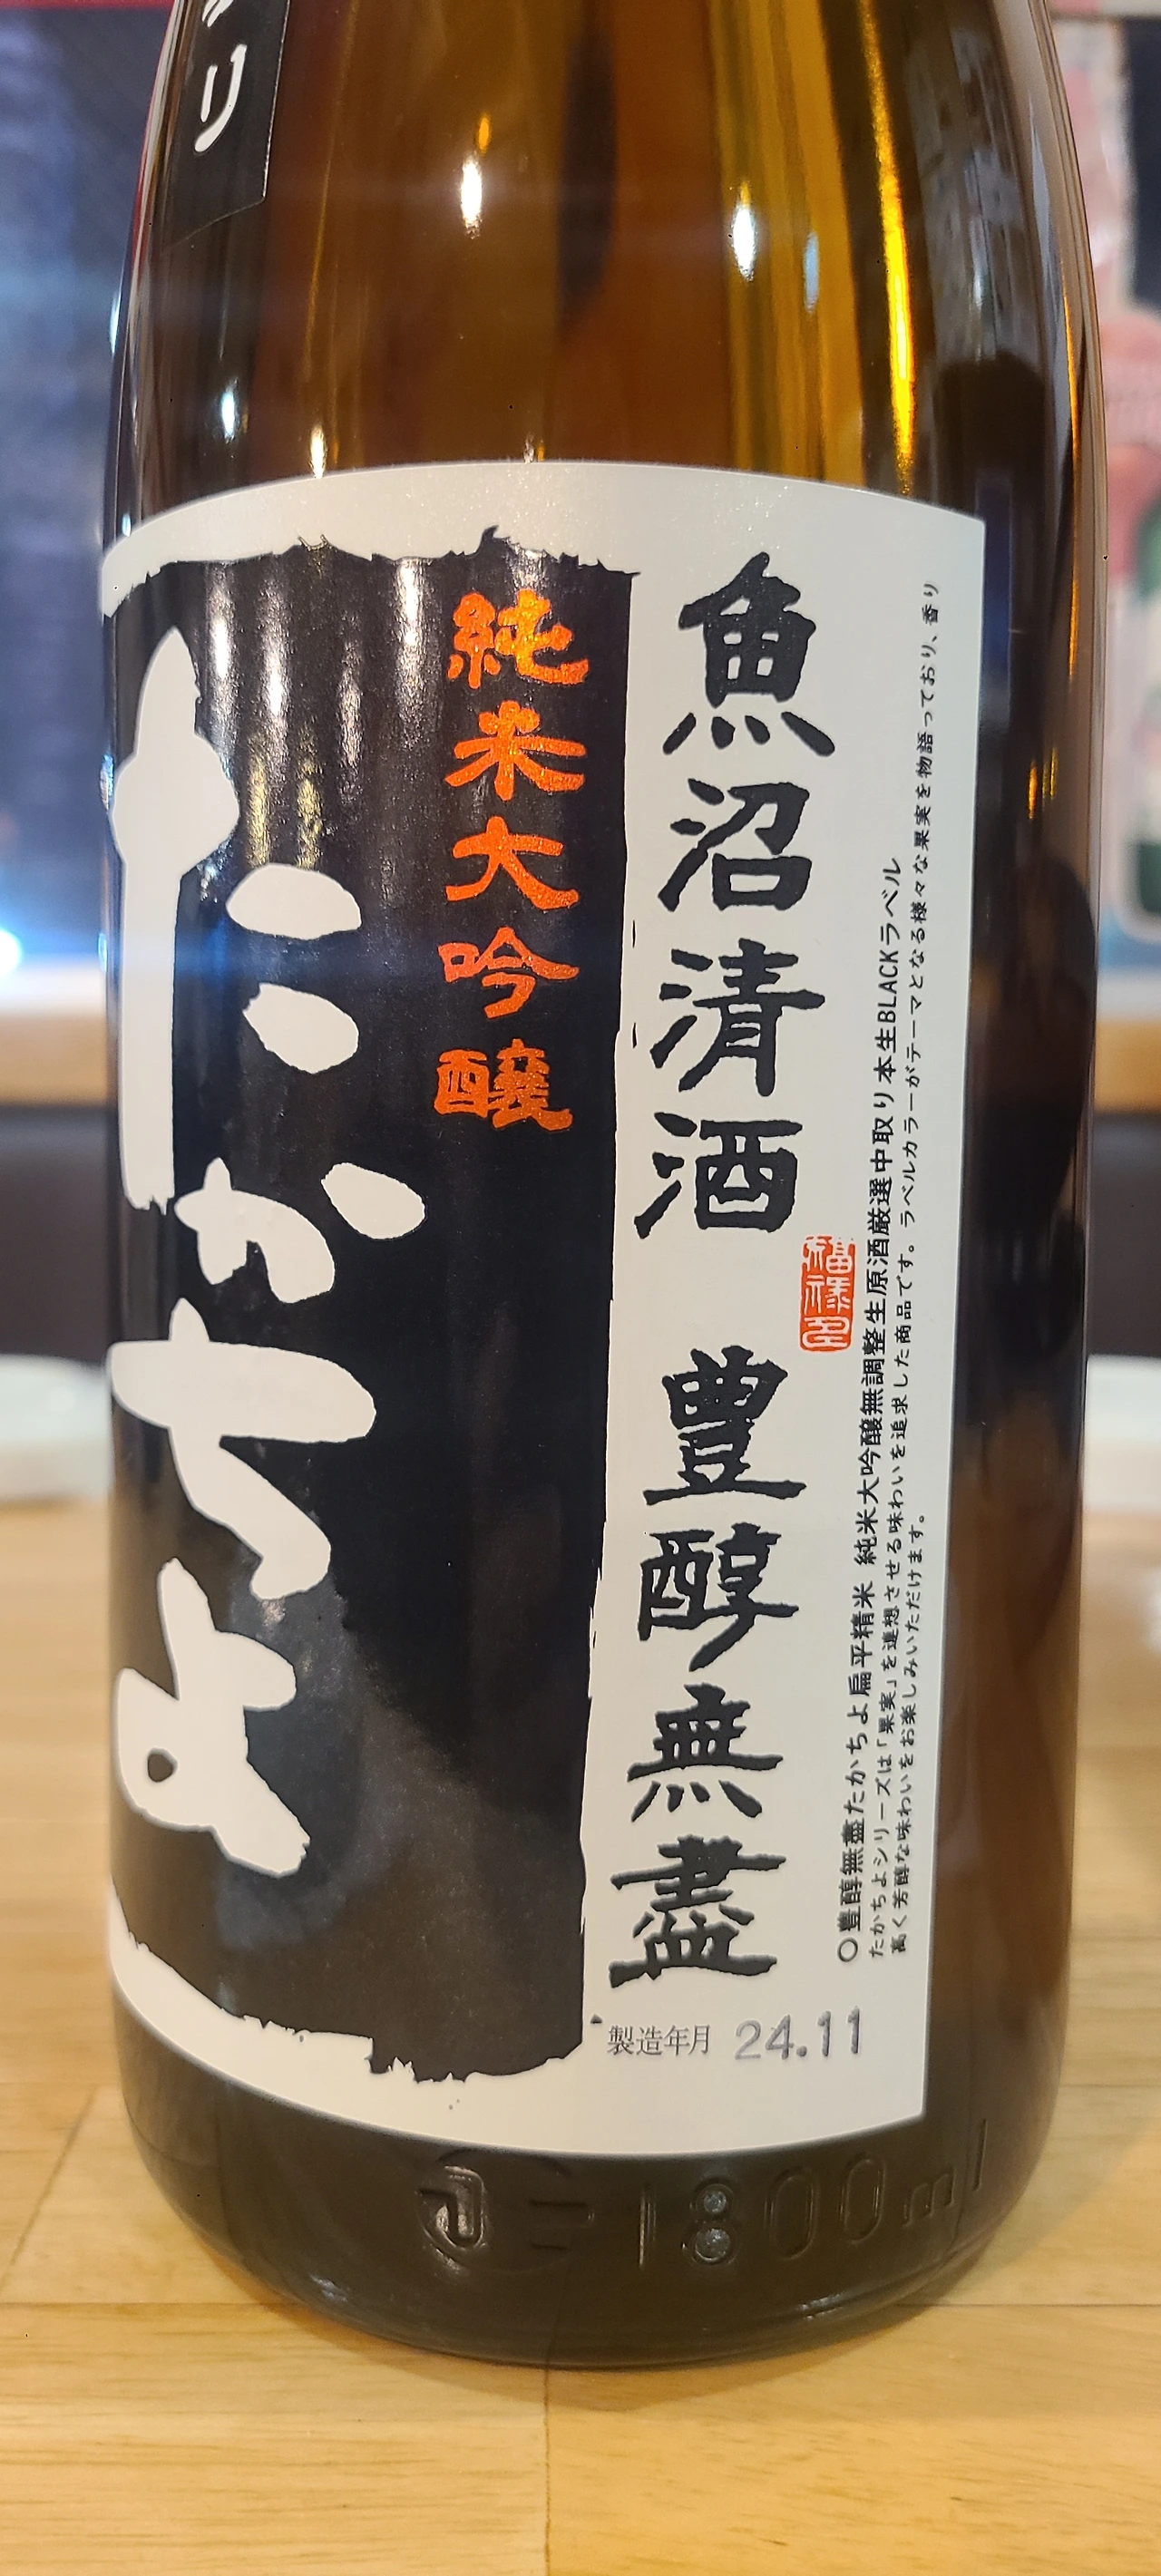 り
魚沼清酒 豊醇無盡
たかちよ
純米大吟醸
○豊醇無盡たかちよ扁平精米 純米大吟醸無調整生原酒厳選中取り本生BLACKラベル
たかちよシリーズは「果実」を連想させる味わいを追求した商品です。ラベルカラーがテーマとなる様々な果実を物語っており、香り
高く芳醇な味わいをお楽しみいただけます。
製造年月 24.11
1800ml